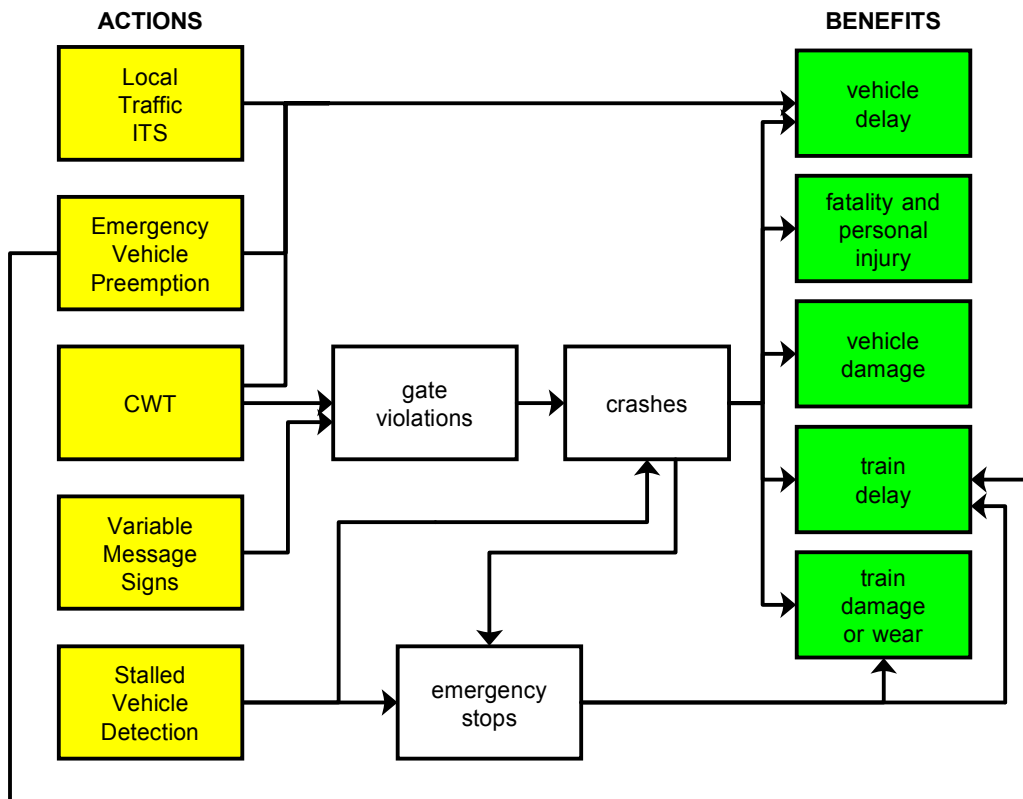 ACTIONS
BENEFITS
Local
Traffic
ITS
vehicle
delay
Emergency
Vehicle
Preemption
fatality and
personal
injury
CWT
gate
violations
crashes
vehicle
damage
Variable
Message
Signs
train
delay
Stalled
Vehicle
Detection
emergency
stops
train
damage
or wear